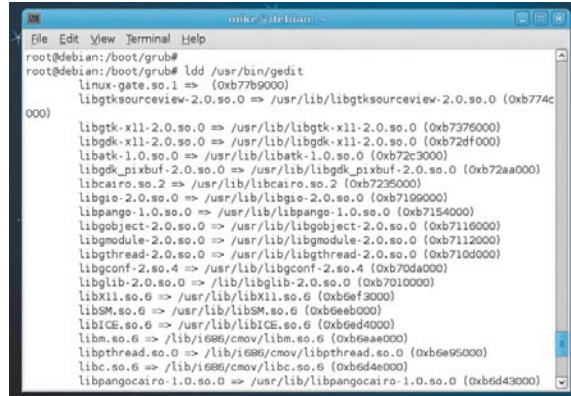 mike@debian: ~
File Edit View Terminal Help
root@debian:/boot/grub#
root@debian:/boot/grub# ldd /usr/bin/gedit
linux-gate.so.1 => (0xb77b9000)
libgtksourceview-2.0.so.0 => /usr/lib/libgtksourceview-2.0.so.0 (0xb774c
000)
libgtk-x11-2.0.so.0 => /usr/lib/libgtk-x11-2.0.so.0 (0xb7376000)
libgdk-x11-2.0.so.0 => /usr/lib/libgdk-x11-2.0.so.0 (0xb72df000)
libatk-1.0.so.0 => /usr/lib/libatk-1.0.so.0 (0xb72c3000)
libgdk_pixbuf-2.0.so.0 => /usr/lib/libgdk_pixbuf-2.0.so.0 (0xb72aa000)
libcairo.so.2 => /usr/lib/libcairo.so.2 (0xb7235000)
libgio-2.0.so.0 => /usr/lib/libgio-2.0.so.0 (0xb7199000)
libpango-1.0.so.0 => /usr/lib/libpango-1.0.so.0 (0xb7154000)
libgobject-2.0.so.0 => /usr/lib/libgobject-2.0.so.0 (0xb7116000)
libgmodule-2.0.so.0 => /usr/lib/libgmodule-2.0.so.0 (0xb7112000)
libgthread-2.0.so.0 => /usr/lib/libgthread-2.0.so.0 (0xb710d000)
libgconf-2.so.4 => /usr/lib/libgconf-2.so.4 (0xb70da000)
libglib-2.0.so.0 => /usr/lib/libglib-2.0.so.0 (0xb7010000)
libX11.so.6 => /usr/lib/libX11.so.6 (0xb6ef3000)
libSM.so.6 => /usr/lib/libSM.so.6 (0xb6eeb000)
libICE.so.6 => /usr/lib/libICE.so.6 (0xb6ed4000)
libm.so.6 => /lib/i686/cmov/libm.so.6 (0xb6eae000)
libpthread.so.0 => /lib/i686/cmov/libpthread.so.0 (0xb6e95000)
libc.so.6 => /lib/i686/cmov/libc.so.6 (0xb6d4e000)
libpangocairo-1.0.so.0 => /usr/lib/libpangocairo-1.0.so.0 (0xb6d43000)